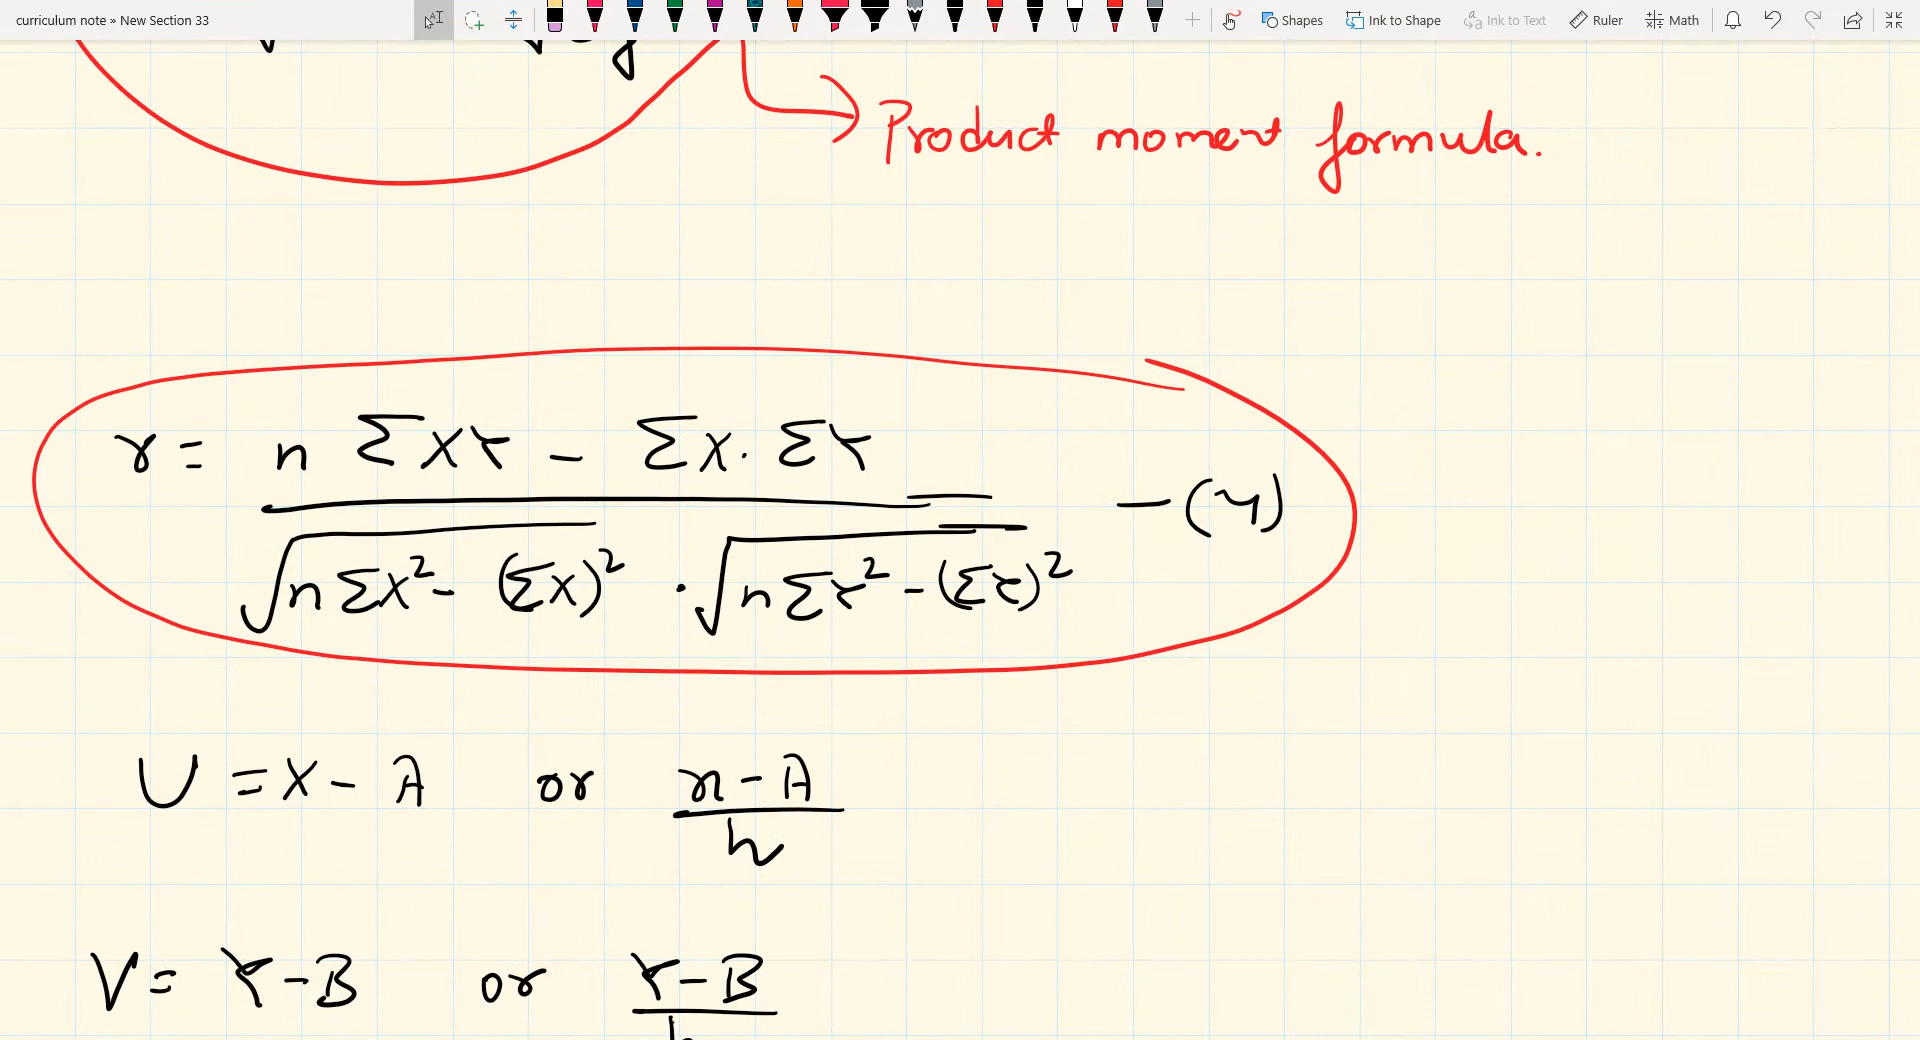 curriculum note » New Section 33
Shapes Ink to Shape Ink to Text Ruler Math
Product moment formula.
r = n ΣXY - ΣX. ΣY
√nΣX² - (ΣX)² . √nΣY² - (ΣY)² - (4)
U = X - A or x - A
h
V = Y - B or Y - B